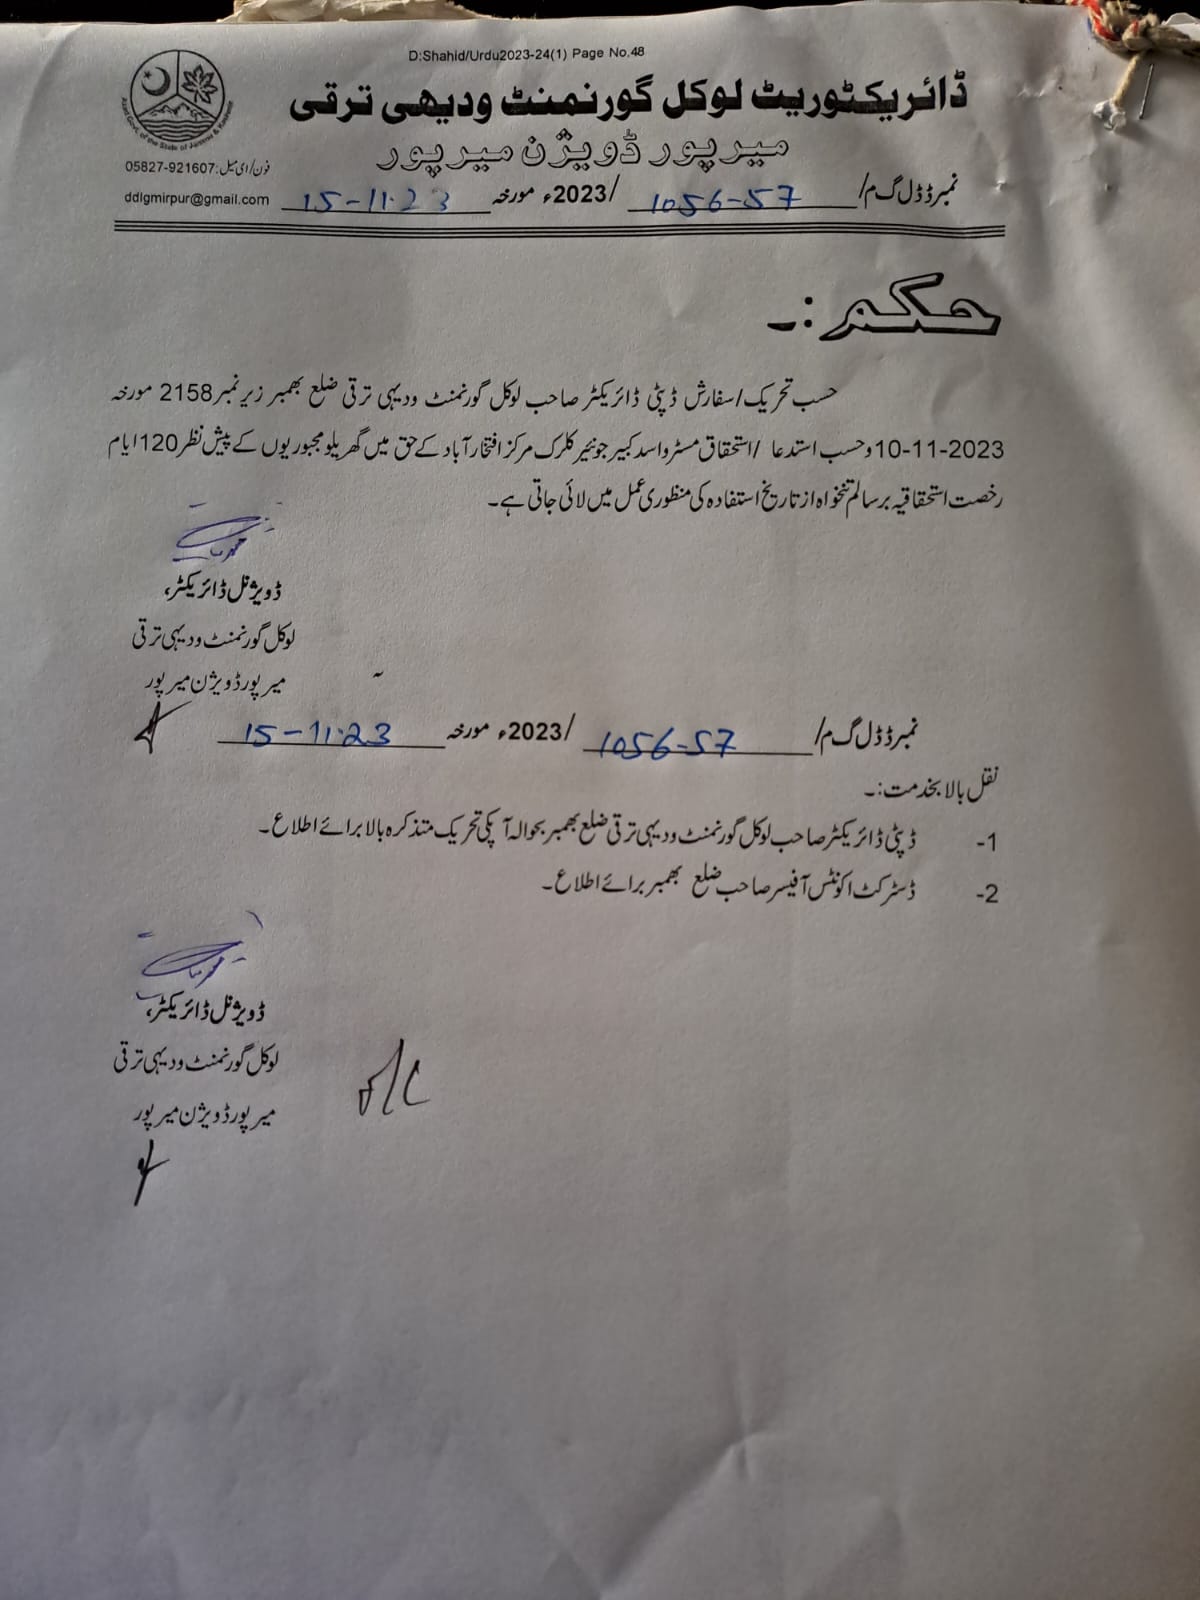 D:Shahid/Urdu2023-24(1) Page No.48
ڈائریکٹوریٹ لوکل گورنمنٹ ودیہی ترقی
میرپور ڈویژن میرپور
Azad Govt. of the State of Jammu & Kashmir
فون/ای میل:05827-921607
ddlgmirpur@gmail.com
نمبر ڈڈل گ م/ 1056-57 /2023ء مورخہ 15-11-23
حکم:۔
حسب تحریک/سفارش ڈپٹی ڈائریکٹر صاحب لوکل گورنمنٹ ودیہی ترقی ضلع بھمبر زیر نمبر 2158 مورخہ
10-11-2023 وحسب استدعا /استحقاق مسٹر واسد کبیر جونیئر کلرک مرکز افتخار آباد کے حق میں گھریلو مجبوریوں کے پیش نظر 120 ایام
رخصت استحقاقیہ برسالم تنخواہ از تاریخ استفادہ کی منظوری عمل میں لائی جاتی ہے۔
ڈویژنل ڈائریکٹر،
لوکل گورنمنٹ ودیہی ترقی
میرپور ڈویژن میرپور
نمبر ڈڈل گ م/ 1056-57 /2023ء مورخہ 15-11-23
نقل بالا بخدمت:۔
1- ڈپٹی ڈائریکٹر صاحب لوکل گورنمنٹ ودیہی ترقی ضلع بھمبر بحوالہ آپکی تحریک متذکرہ بالا برائے اطلاع۔
2- ڈسٹرکٹ اکونٹس آفیسر صاحب ضلع بھمبر برائے اطلاع۔
ڈویژنل ڈائریکٹر،
لوکل گورنمنٹ ودیہی ترقی
میرپور ڈویژن میرپور